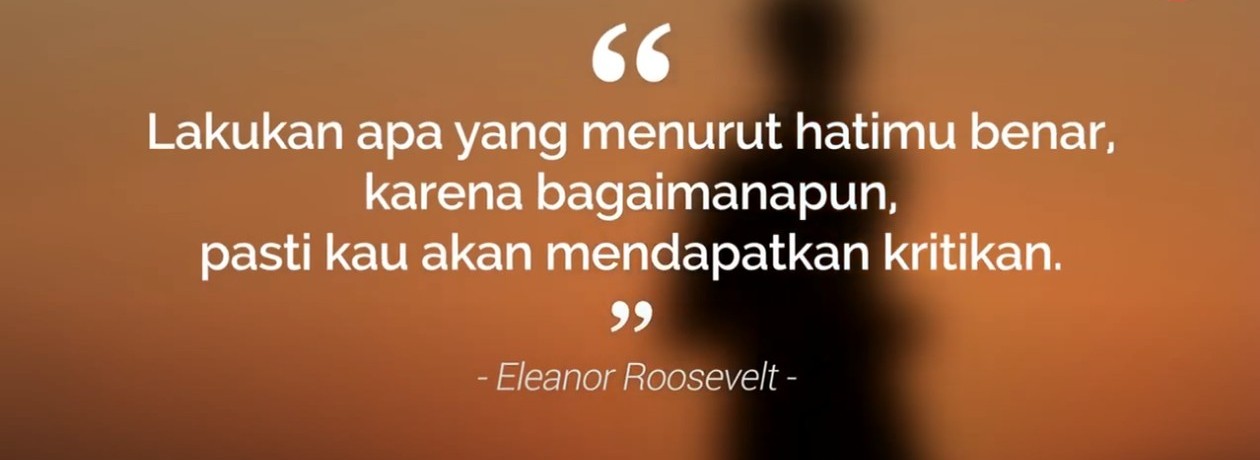 “
Lakukan apa yang menurut hatimu benar,
karena bagaimanapun,
pasti kau akan mendapatkan kritikan.
”
- Eleanor Roosevelt -